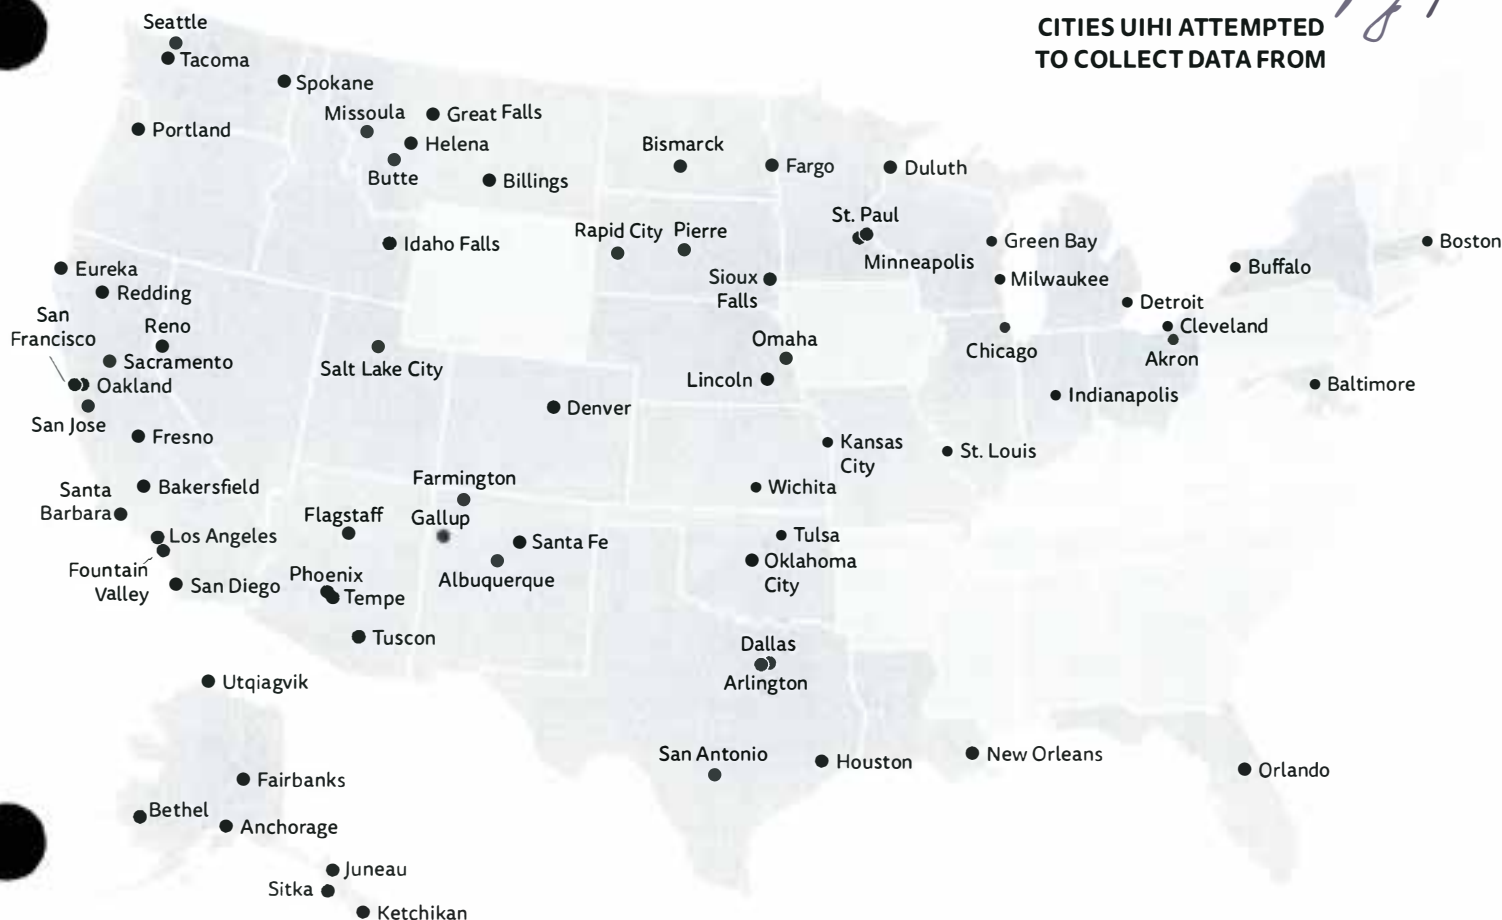 CITIES UIHI ATTEMPTED
TO COLLECT DATA FROM
Seattle
Tacoma
Spokane
Missoula
Great Falls
Portland
Helena
Butte
Billings
Bismarck
Fargo
Duluth
Idaho Falls
Rapid City
Pierre
St. Paul
Minneapolis
Green Bay
Boston
Eureka
Redding
Sioux
Falls
Milwaukee
Buffalo
San
Francisco
Reno
Detroit
Cleveland
Sacramento
Salt Lake City
Omaha
Chicago
Akron
Oakland
Lincoln
Baltimore
San Jose
Denver
Indianapolis
Fresno
Kansas
City
St. Louis
Bakersfield
Farmington
Wichita
Santa
Barbara
Flagstaff
Gallup
Los Angeles
Santa Fe
Tulsa
Fountain
Valley
San Diego
Phoenix
Tempe
Albuquerque
Oklahoma
City
Tuscon
Dallas
Arlington
Utqiagvik
San Antonio
Houston
New Orleans
Orlando
Fairbanks
Bethel
Anchorage
Juneau
Sitka
Ketchikan